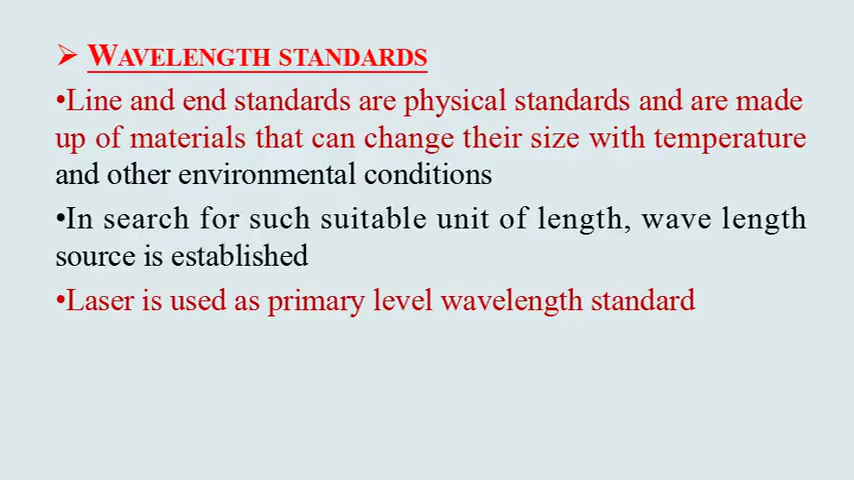 ➢ WAVELENGTH STANDARDS
•Line and end standards are physical standards and are made
up of materials that can change their size with temperature
and other environmental conditions
•In search for such suitable unit of length, wave length
source is established
•Laser is used as primary level wavelength standard